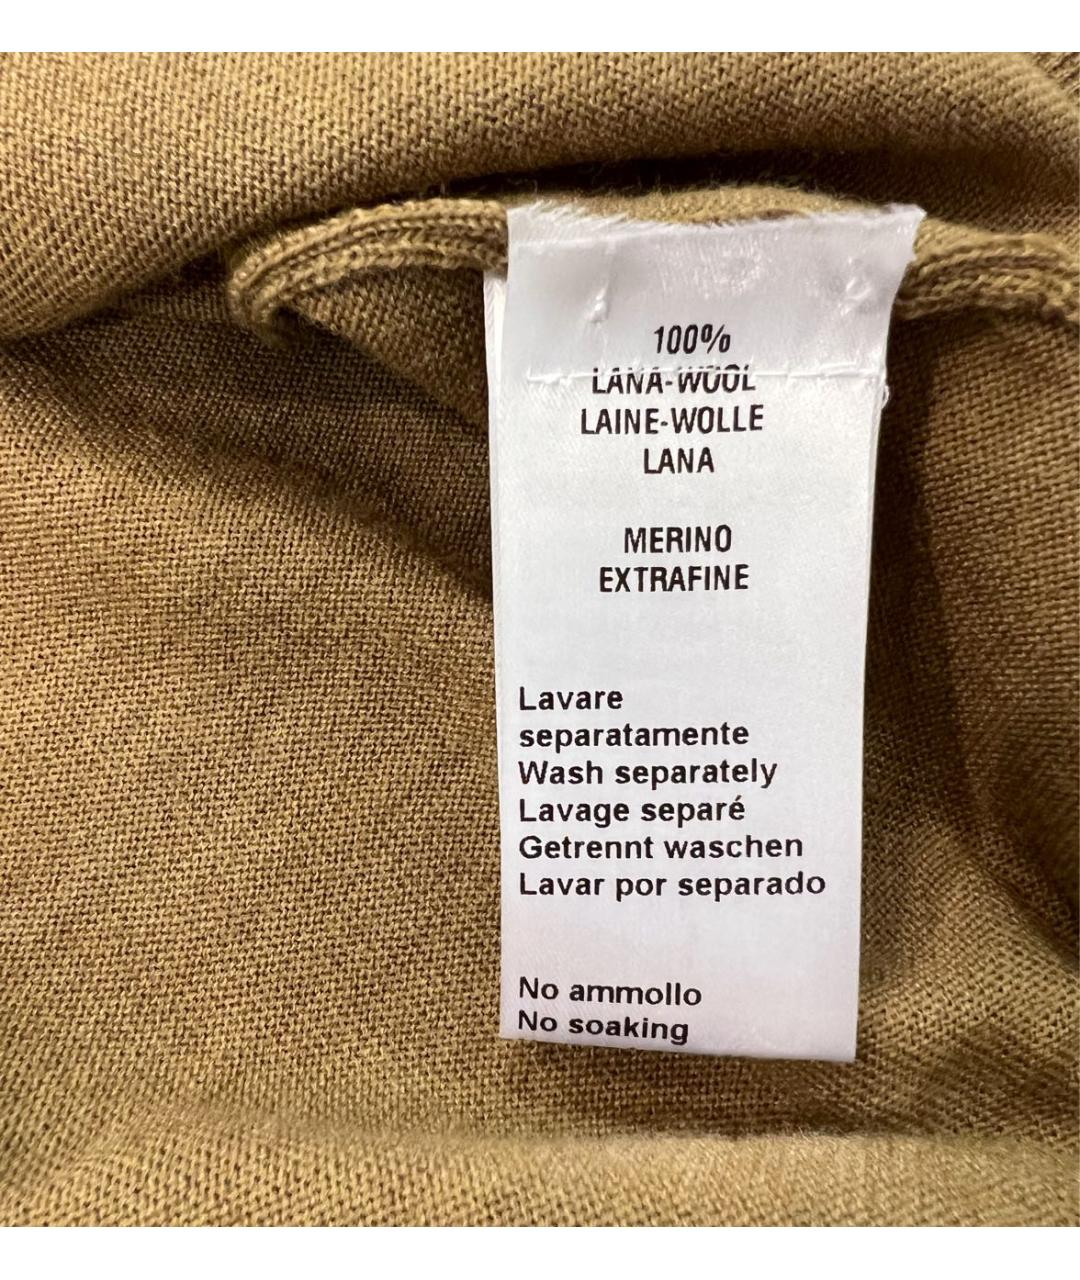 100%
LANA-WOOL
LAINE-WOLLE
LANA
MERINO
EXTRAFINE
Lavare
separatamente
Wash separately
Lavage separé
Getrennt waschen
Lavar por separado
No ammollo
No soaking